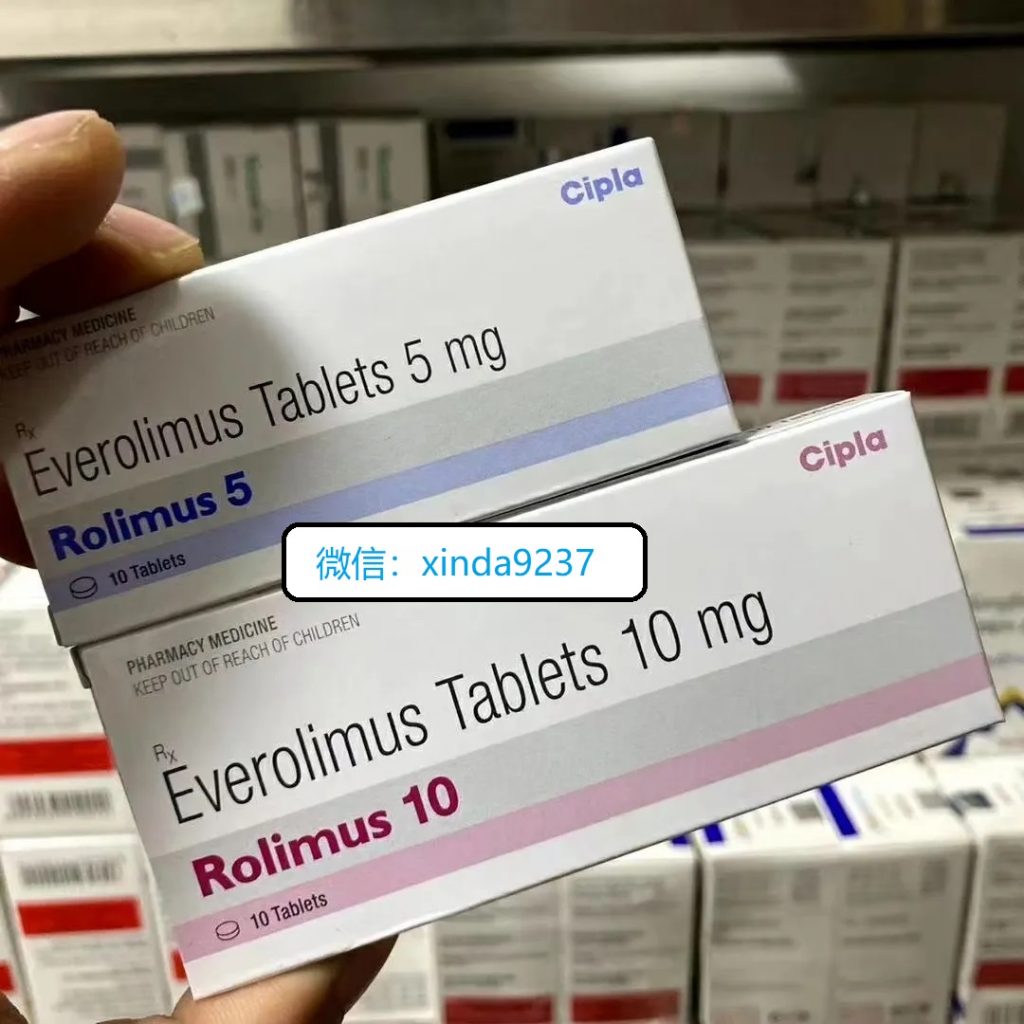 Cipla
PHARMACY MEDICINE
KEEP OUT OF REACH OF CHILDREN
Rx
Everolimus Tablets 5 mg
Rolimus 5
10 Tablets
微信：xinda9237
Cipla
PHARMACY MEDICINE
KEEP OUT OF REACH OF CHILDREN
Rx
Everolimus Tablets 10 mg
Rolimus 10
10 Tablets